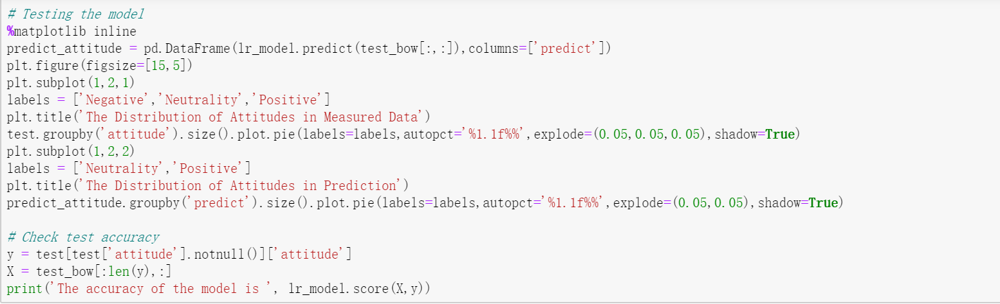 # Testing the model
%matplotlib inline
predict_attitude = pd.DataFrame(lr_model.predict(test_bow[:,:]),columns=['predict'])
plt.figure(figsize=[15,5])
plt.subplot(1,2,1)
labels = ['Negative','Neutrality','Positive']
plt.title('The Distribution of Attitudes in Measured Data')
test.groupby('attitude').size().plot.pie(labels=labels,autopct='%1.1f%%',explode=(0.05,0.05,0.05),shadow=True)
plt.subplot(1,2,2)
labels = ['Neutrality','Positive']
plt.title('The Distribution of Attitudes in Prediction')
predict_attitude.groupby('predict').size().plot.pie(labels=labels,autopct='%1.1f%%',explode=(0.05,0.05),shadow=True)
# Check test accuracy
y = test[test['attitude'].notnull()]['attitude']
X = test_bow[:len(y),:]
print('The accuracy of the model is ', lr_model.score(X,y))